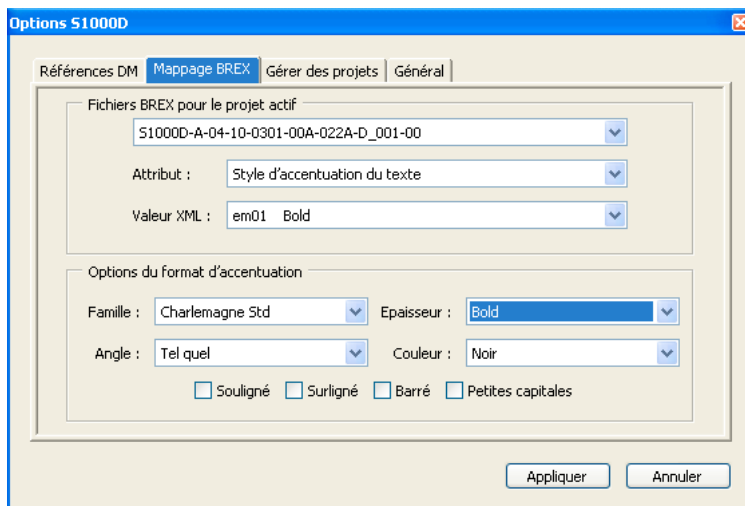 Options S1000D
Références DM Mappage BREX Gérer des projets Général
Fichiers BREX pour le projet actif
S1000D-A-04-10-0301-00A-022A-D_001-00
Attribut : Style d'accentuation du texte
Valeur XML : em01 Bold
Options du format d'accentuation
Famille : Charlemagne Std Epaisseur : Bold
Angle : Tel quel Couleur : Noir
Souligné Surligné Barré Petites capitales
Appliquer Annuler